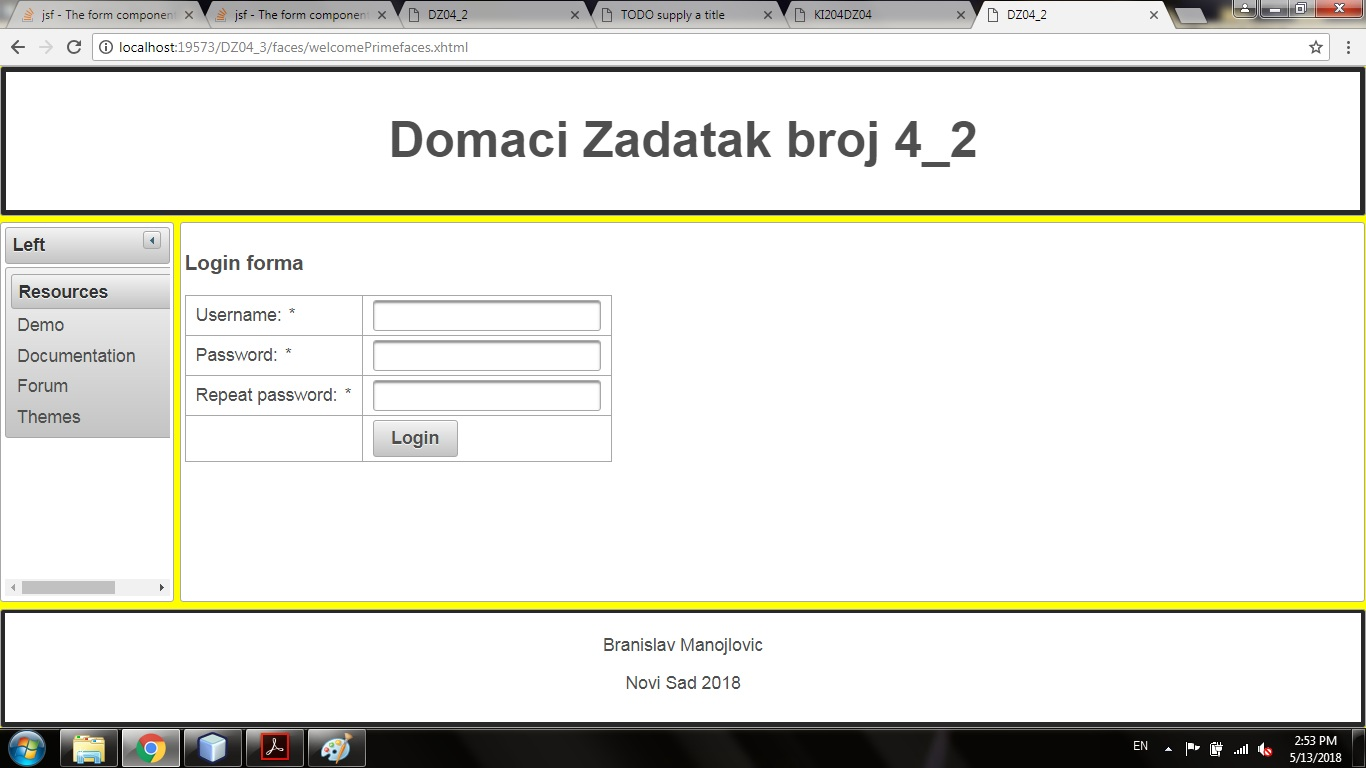 jsf - The form component
jsf - The form component
DZ04_2
TODO supply a title
KI204DZ04
DZ04_2
localhost:19573/DZ04_3/faces/welcomePrimefaces.xhtml
Domaci Zadatak broj 4_2
Left
Resources
Demo
Documentation
Forum
Themes
Login forma
Username: *
Password: *
Repeat password: *
Login
Branislav Manojlovic
Novi Sad 2018
EN
2:53 PM
5/13/2018